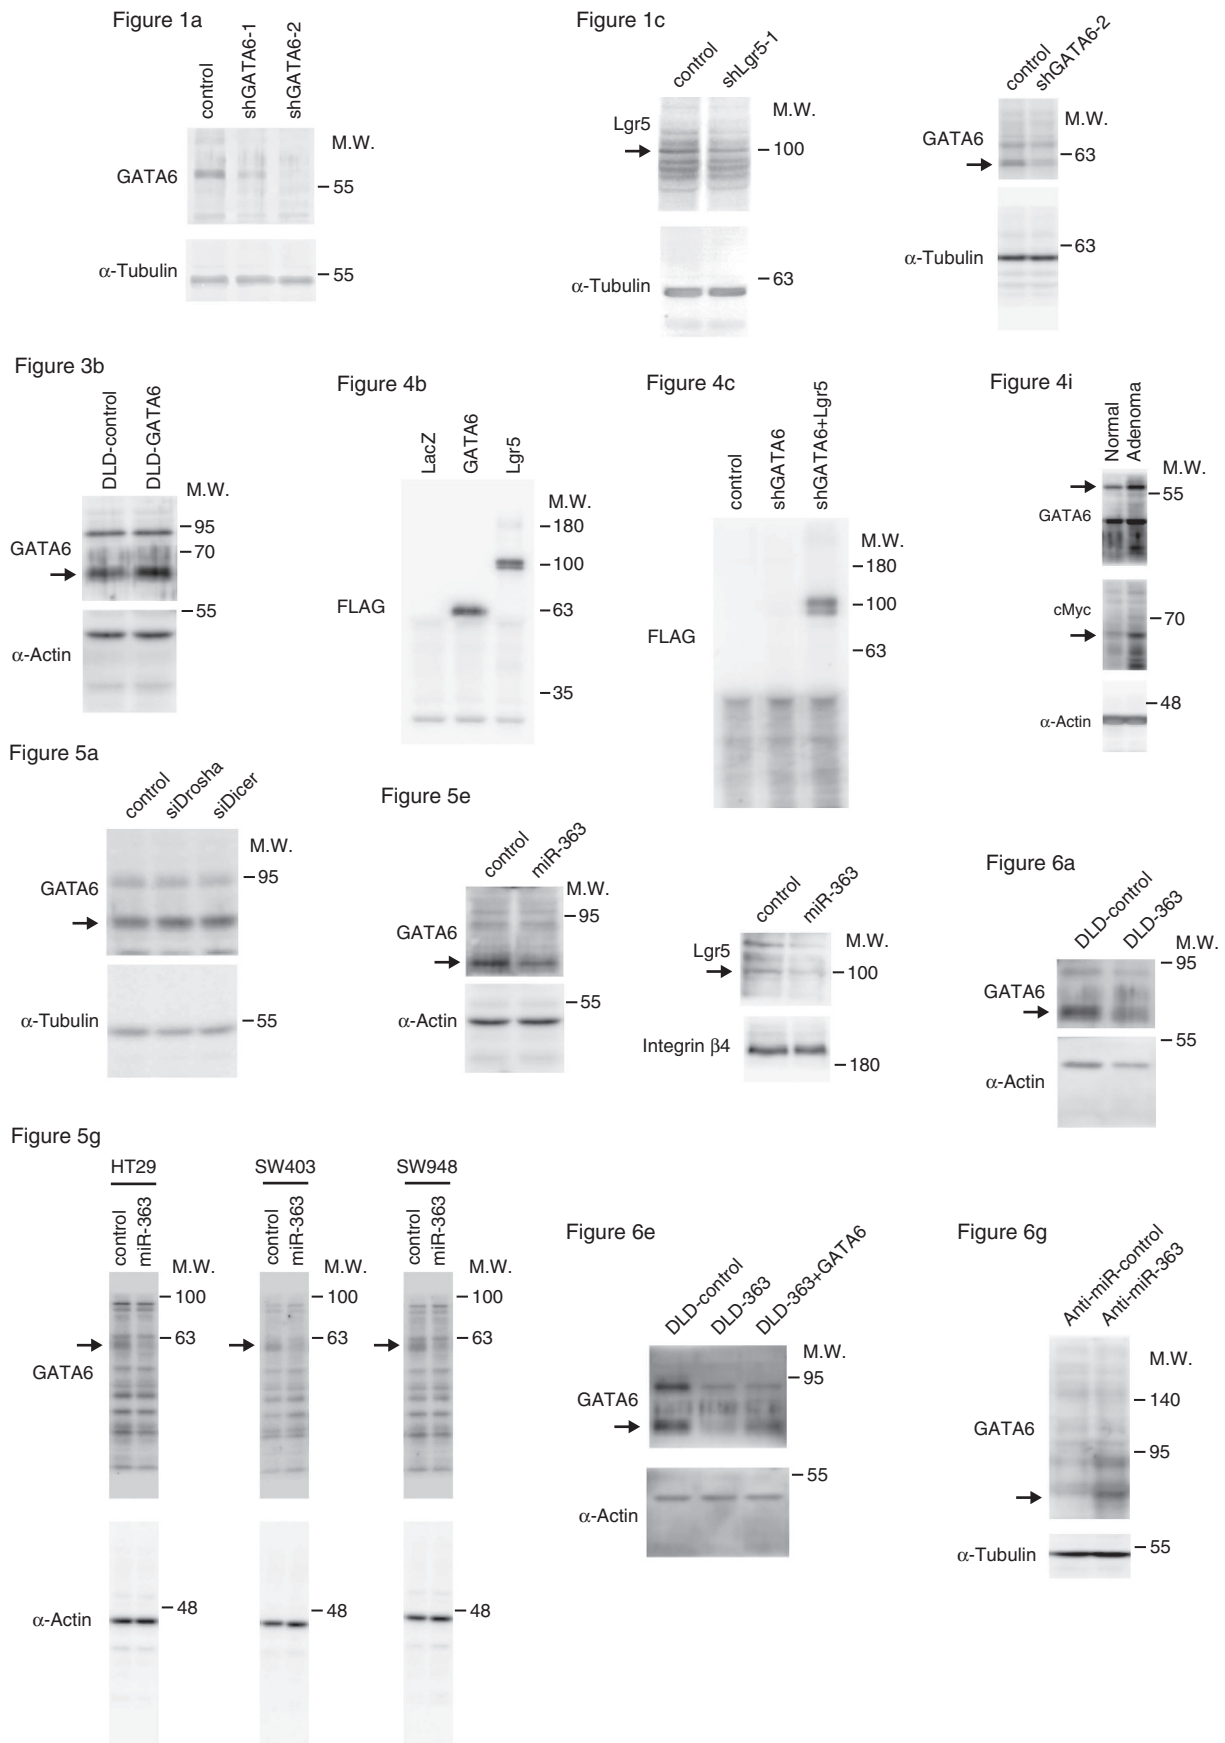 Figure 1a
control
shGATA6-1
shGATA6-2
M.W.
GATA6
55
α-Tubulin
55
Figure 1c
control
shLgr5-1
M.W.
Lgr5
100
α-Tubulin
63
control
shGATA6-2
M.W.
GATA6
63
α-Tubulin
63
Figure 3b
DLD-control
DLD-GATA6
M.W.
95
GATA6
70
55
α-Actin
Figure 4b
LacZ
GATA6
Lgr5
M.W.
180
100
FLAG
63
35
Figure 4c
control
shGATA6
shGATA6+Lgr5
M.W.
180
100
FLAG
63
Figure 4i
Normal
Adenoma
M.W.
55
GATA6
cMyc
70
48
α-Actin
Figure 5a
control
siDrosha
siDicer
M.W.
GATA6
95
α-Tubulin
55
Figure 5e
control
miR-363
M.W.
95
GATA6
55
α-Actin
control
miR-363
M.W.
Lgr5
100
Integrin β4
180
Figure 6a
DLD-control
DLD-363
M.W.
95
GATA6
55
α-Actin
Figure 5g
HT29
control
miR-363
M.W.
100
63
GATA6
α-Actin
48
SW403
control
miR-363
M.W.
100
63
48
SW948
control
miR-363
M.W.
100
63
48
Figure 6e
DLD-control
DLD-363
DLD-363+GATA6
M.W.
95
GATA6
55
α-Actin
Figure 6g
Anti-miR-control
Anti-miR-363
M.W.
140
GATA6
95
α-Tubulin
55